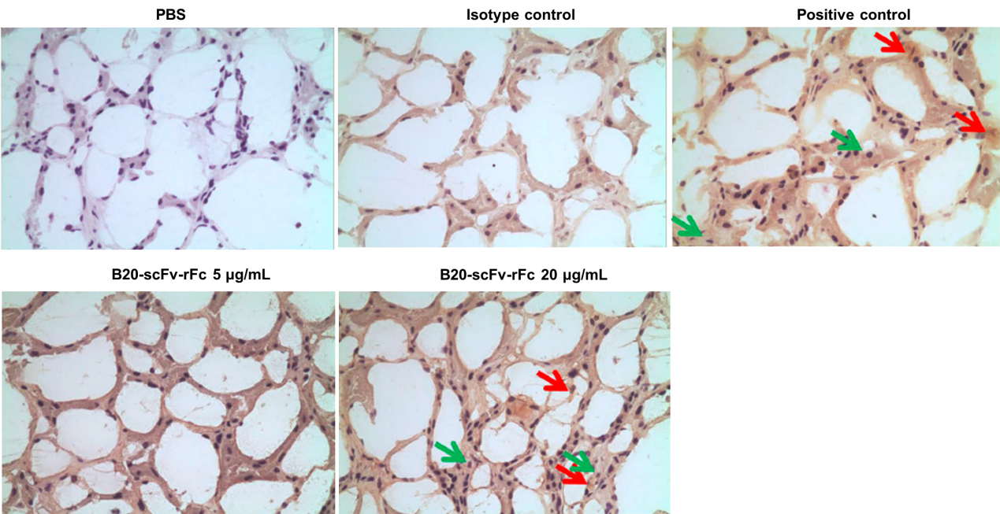 PBS
Isotype control
Positive control
B20-scFv-rFc 5 µg/mL
B20-scFv-rFc 20 µg/mL